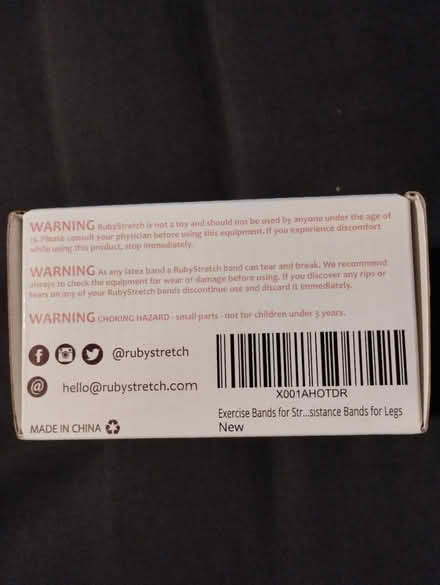 WARNING RubyStretch is not a toy and should not be used by anyone under the age of
15. Please consult your physician before using this equipment. If you experience discomfort
while using this product, stop immediately.
WARNING As any latex band a RubyStretch band can tear and break. We recommend
always to check the equipment for wear of damage before using. If you discover any rips or
tears on any of your RubyStretch bands discontinue use and discard it immediately.
WARNING CHOKING HAZARD - small parts - not for children under 3 years.
@rubystretch
hello@rubystretch.com
MADE IN CHINA
X001AHOTDR
Exercise Bands for Str...sistance Bands for Legs
New